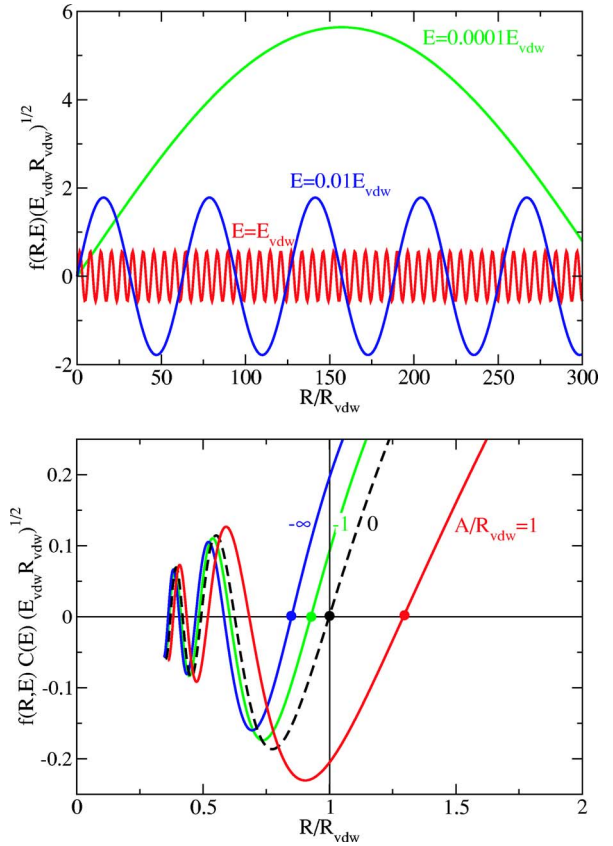 6
4
2
0
-2
f(R,E)(E_vdw R_vdw)^1/2
E=0.0001E_vdw
E=0.01E_vdw
E=E_vdw
0 50 100 150 200 250 300
R/R_vdw
0.2
0.1
0
-0.1
-0.2
f(R,E) C(E) (E_vdw R_vdw)^1/2
-∞ -1 0 A/R_vdw=1
0 0.5 1 1.5 2
R/R_vdw